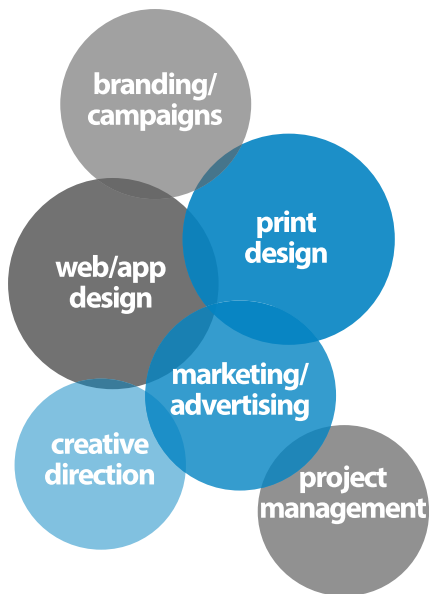 branding/
campaigns
print
design
web/app
design
marketing/
advertising
creative
direction
project
management